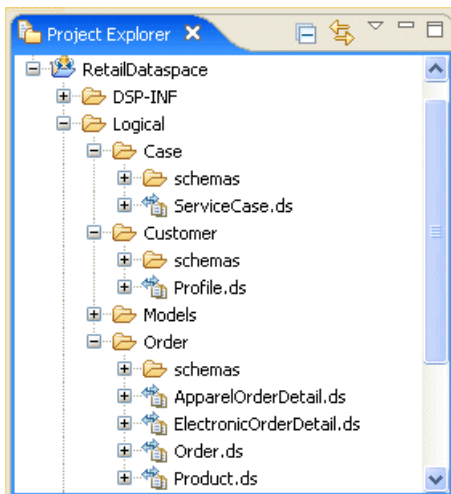 Project Explorer
RetailDataspace
DSP-INF
Logical
Case
schemas
ServiceCase.ds
Customer
schemas
Profile.ds
Models
Order
schemas
ApparelOrderDetail.ds
ElectronicOrderDetail.ds
Order.ds
Product.ds